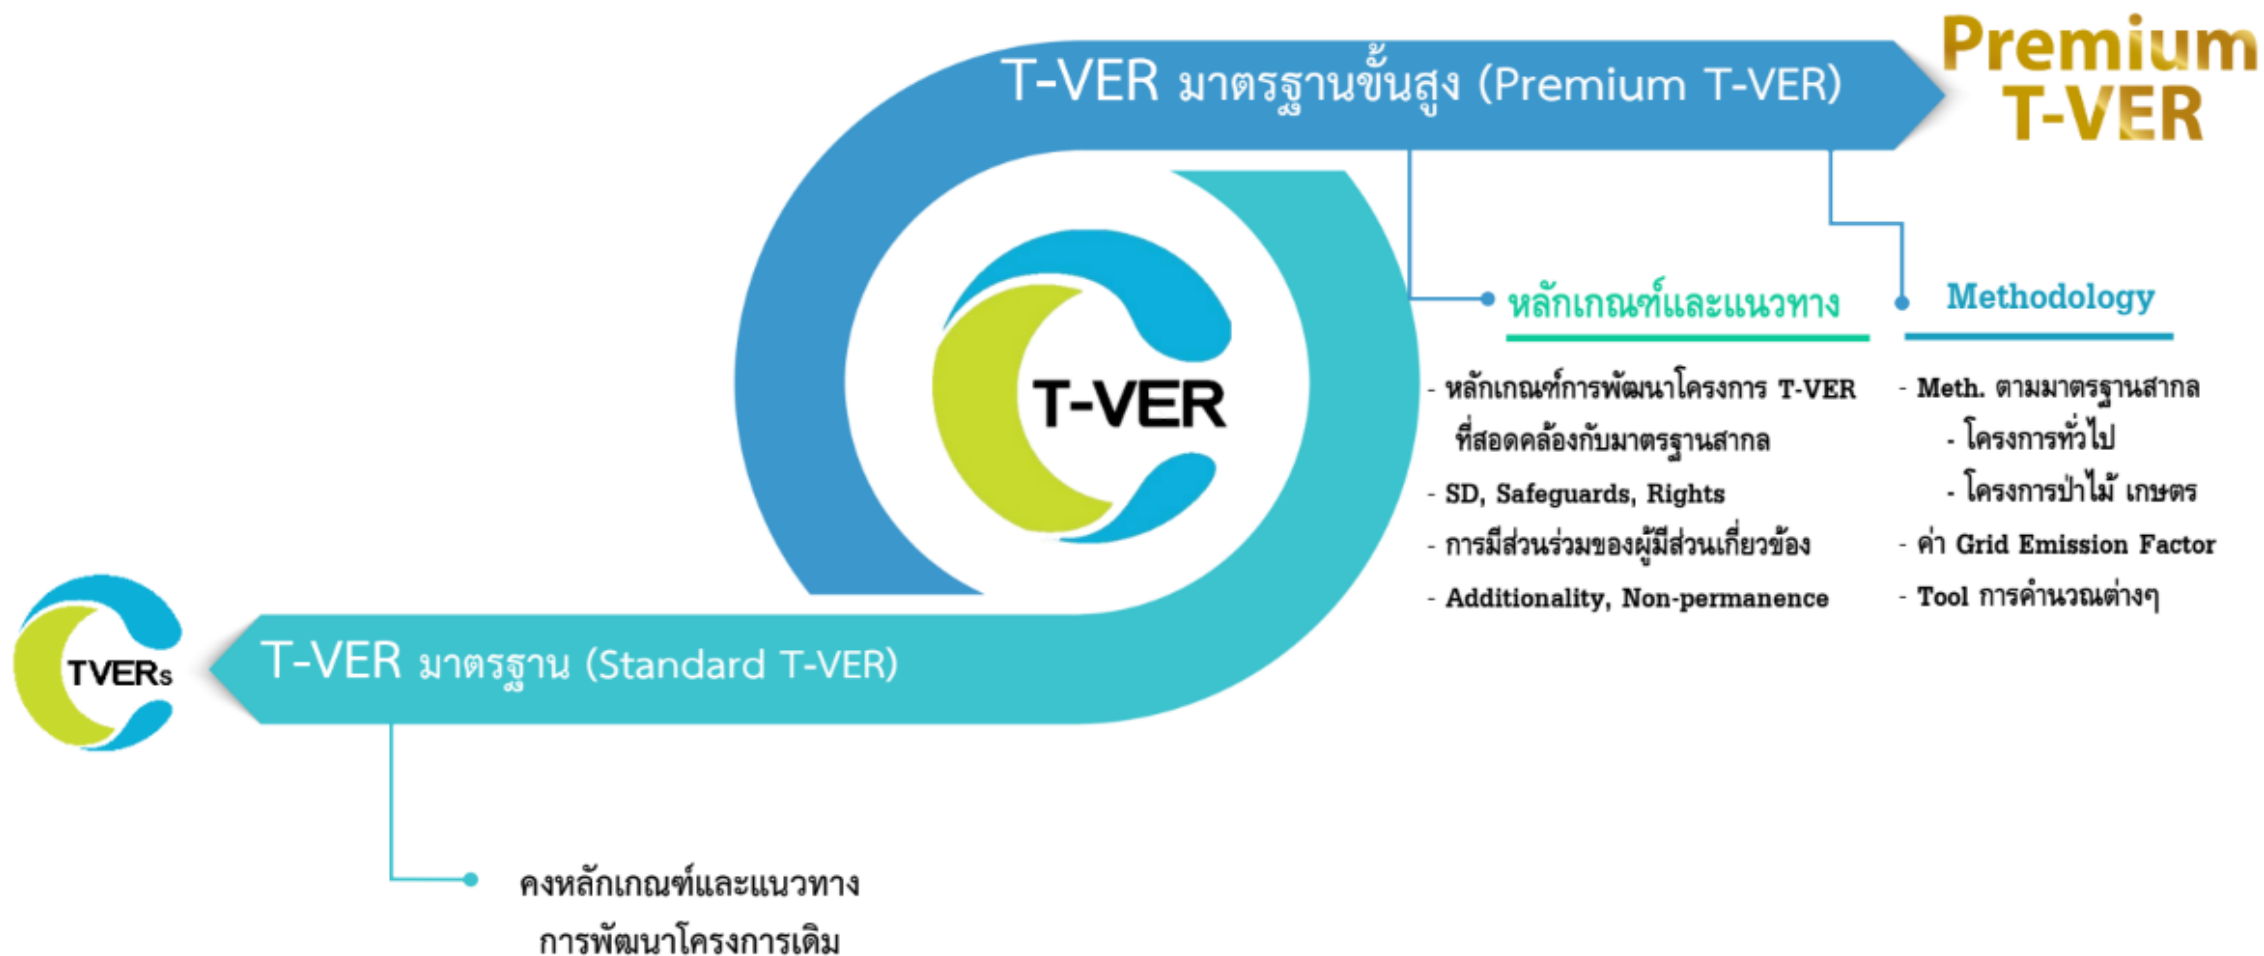 Premium
T-VER
T-VER มาตรฐานขั้นสูง (Premium T-VER)
T-VER
หลักเกณฑ์และแนวทาง
- หลักเกณฑ์การพัฒนาโครงการ T-VER
ที่สอดคล้องกับมาตรฐานสากล
- SD, Safeguards, Rights
- การมีส่วนร่วมของผู้มีส่วนเกี่ยวข้อง
- Additionality, Non-permanence
Methodology
- Meth. ตามมาตรฐานสากล
- โครงการทั่วไป
- โครงการป่าไม้ เกษตร
- ค่า Grid Emission Factor
- Tool การคำนวณต่างๆ
TVERs
T-VER มาตรฐาน (Standard T-VER)
คงหลักเกณฑ์และแนวทาง
การพัฒนาโครงการเดิม